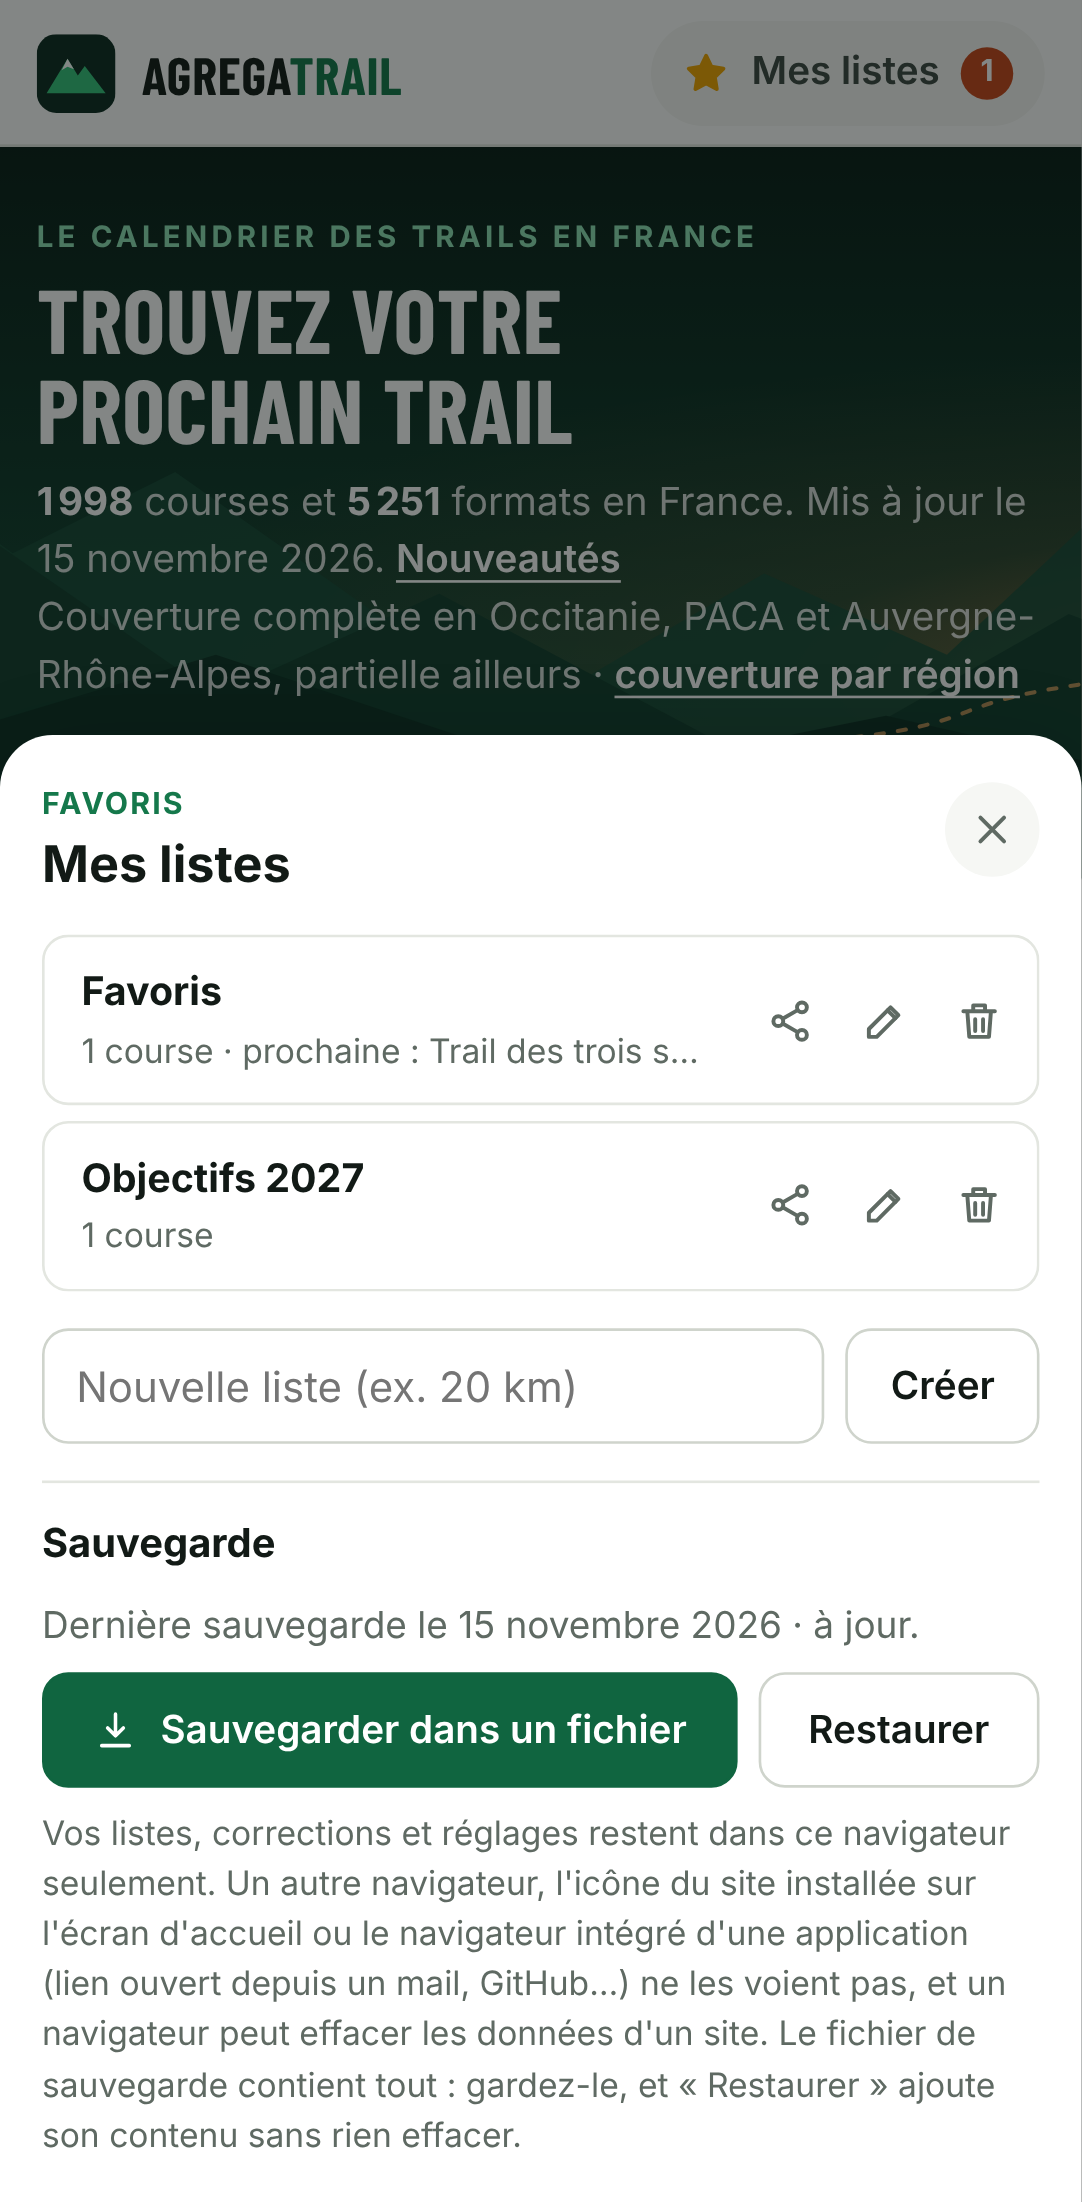 AGREGATRAIL
Mes listes 1
LE CALENDRIER DES TRAILS EN FRANCE
TROUVEZ VOTRE
PROCHAIN TRAIL
1 998 courses et 5 251 formats en France. Mis à jour le
15 novembre 2026. Nouveautés
Couverture complète en Occitanie, PACA et Auvergne-
Rhône-Alpes, partielle ailleurs · couverture par région
FAVORIS
Mes listes
Favoris
1 course · prochaine : Trail des trois s...
Objectifs 2027
1 course
Nouvelle liste (ex. 20 km)
Créer
Sauvegarde
Dernière sauvegarde le 15 novembre 2026 · à jour.
Sauvegarder dans un fichier
Restaurer
Vos listes, corrections et réglages restent dans ce navigateur
seulement. Un autre navigateur, l'icône du site installée sur
l'écran d'accueil ou le navigateur intégré d'une application
(lien ouvert depuis un mail, GitHub...) ne les voient pas, et un
navigateur peut effacer les données d'un site. Le fichier de
sauvegarde contient tout : gardez-le, et « Restaurer » ajoute
son contenu sans rien effacer.